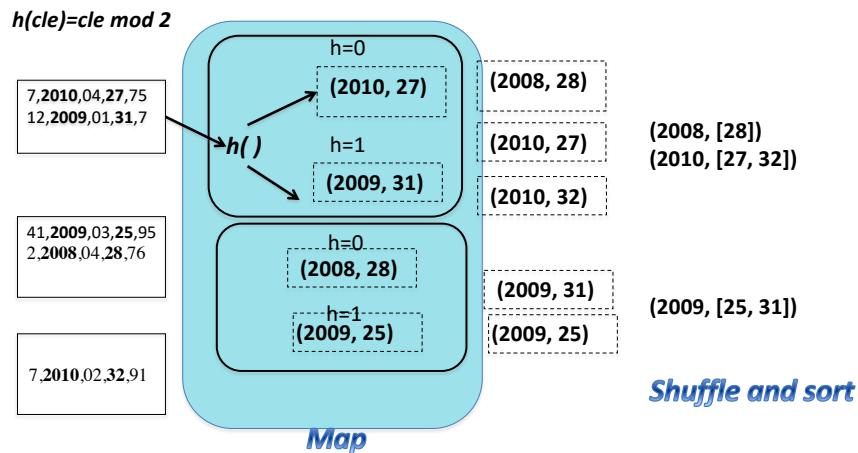 h(cle)=cle mod 2
7,2010,04,27,75
12,2009,01,31,7
41,2009,03,25,95
2,2008,04,28,76
7,2010,02,32,91
h=0
(2010, 27)
h( )
h=1
(2009, 31)
h=0
(2008, 28)
h=1
(2009, 25)
Map
(2008, 28)
(2010, 27)
(2010, 32)
(2009, 31)
(2009, 25)
(2008, [28])
(2010, [27, 32])
(2009, [25, 31])
Shuffle and sort